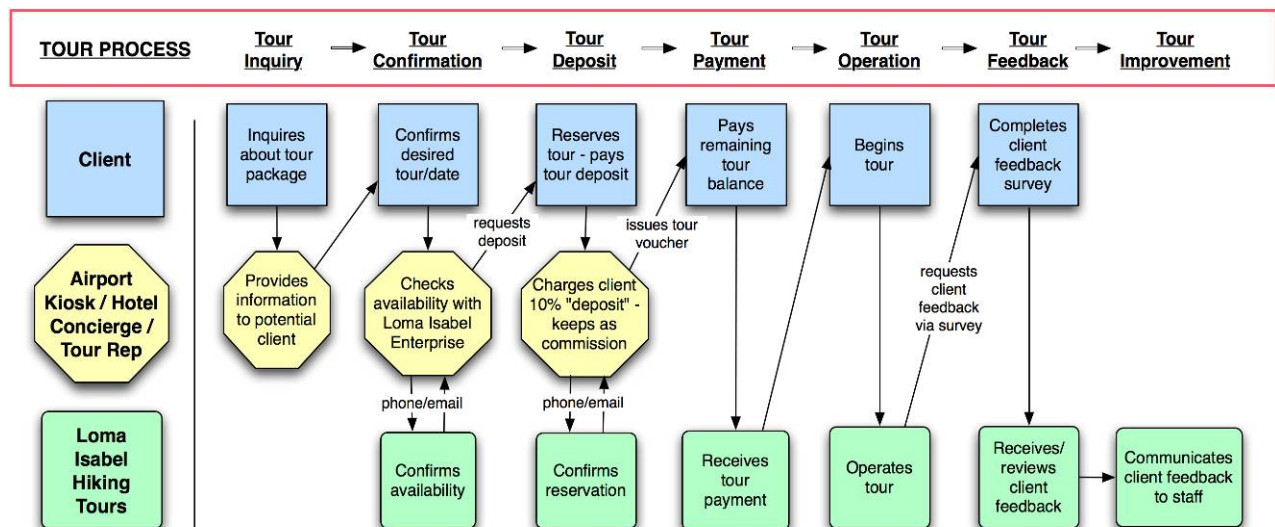 TOUR PROCESS
Tour
Inquiry
Tour
Confirmation
Tour
Deposit
Tour
Payment
Tour
Operation
Tour
Feedback
Tour
Improvement
Client
Inquires
about tour
package
Confirms
desired
tour/date
Reserves
tour - pays
tour deposit
Pays
remaining
tour
balance
Begins
tour
Completes
client
feedback
survey
requests
deposit
issues tour
voucher
Airport
Kiosk / Hotel
Concierge /
Tour Rep
Provides
information
to potential
client
Checks
availability with
Loma Isabel
Enterprise
Charges client
10% "deposit" -
keeps as
commission
requests
client
feedback
via survey
phone/email
phone/email
Loma
Isabel
Hiking
Tours
Confirms
availability
Confirms
reservation
Receives
tour
payment
Operates
tour
Receives/
reviews
client
feedback
Communicates
client feedback
to staff